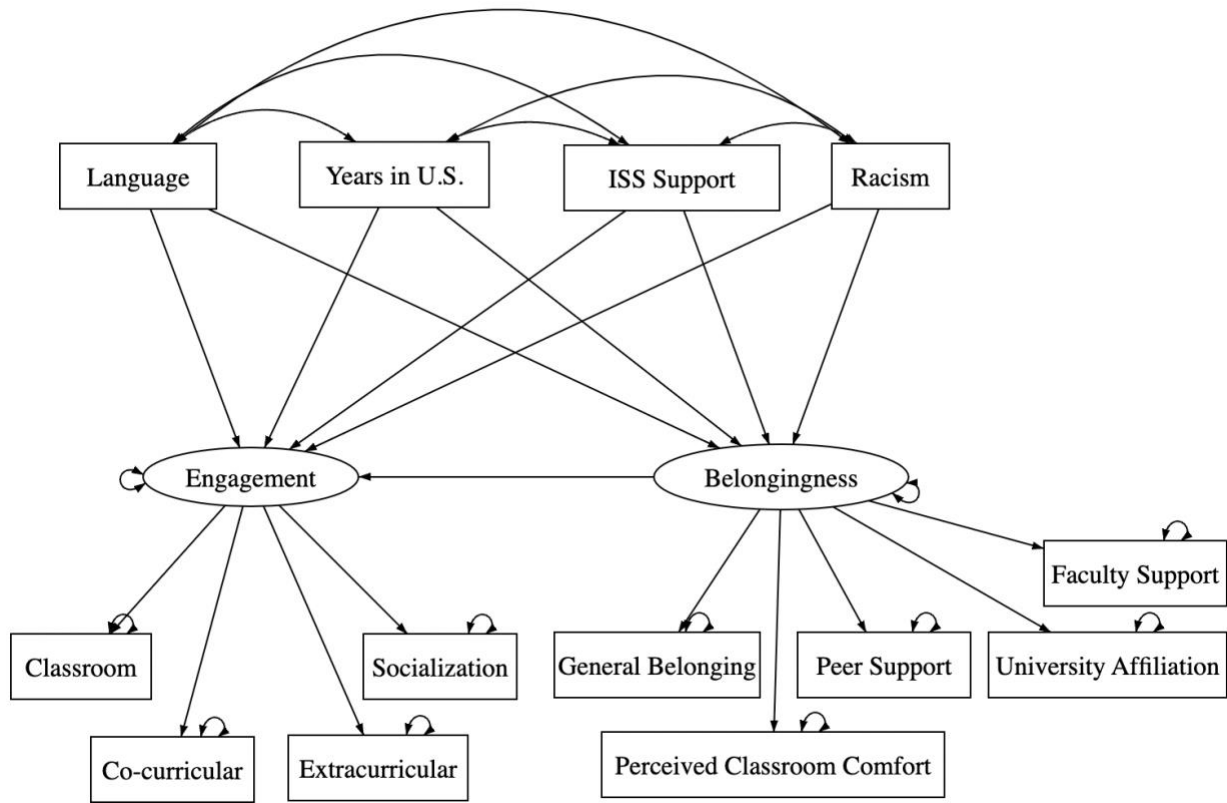 Language
Years in U.S.
ISS Support
Racism
Engagement
Belongingness
Faculty Support
Classroom
Socialization
General Belonging
Peer Support
University Affiliation
Co-curricular
Extracurricular
Perceived Classroom Comfort